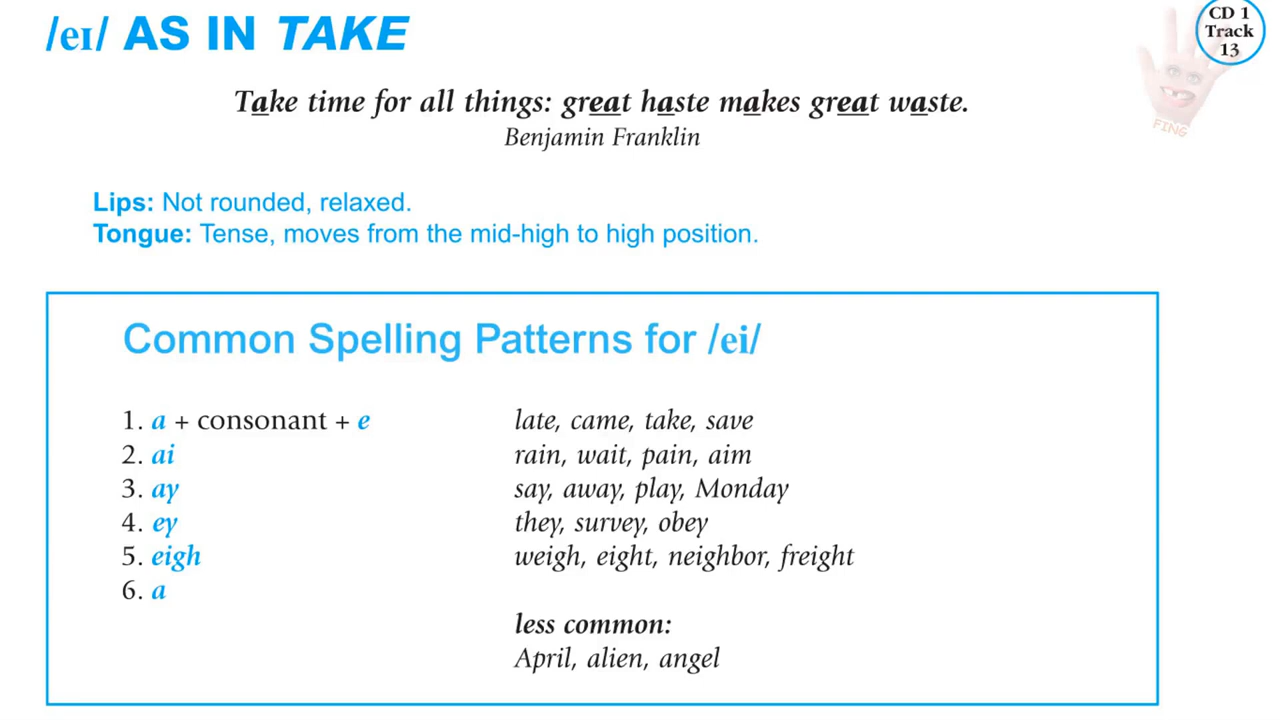 /eɪ/ AS IN TAKE
CD 1
Track
13
FING
Take time for all things: great haste makes great waste.
Benjamin Franklin
Lips: Not rounded, relaxed.
Tongue: Tense, moves from the mid-high to high position.
Common Spelling Patterns for /ei/
1. a + consonant + e late, came, take, save
2. ai rain, wait, pain, aim
3. ay say, away, play, Monday
4. ey they, survey, obey
5. eigh weigh, eight, neighbor, freight
6. a
less common:
April, alien, angel